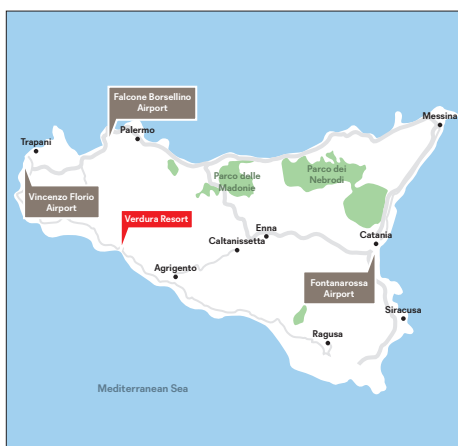 Falcone Borsellino
Airport
Messina
Palermo
Trapani
Parco delle
Madonie
Parco dei
Nebrodi
Vincenzo Florio
Airport
Verdura Resort
Enna
Catania
Caltanissetta
Agrigento
Fontanarossa
Airport
Siracusa
Ragusa
Mediterranean Sea